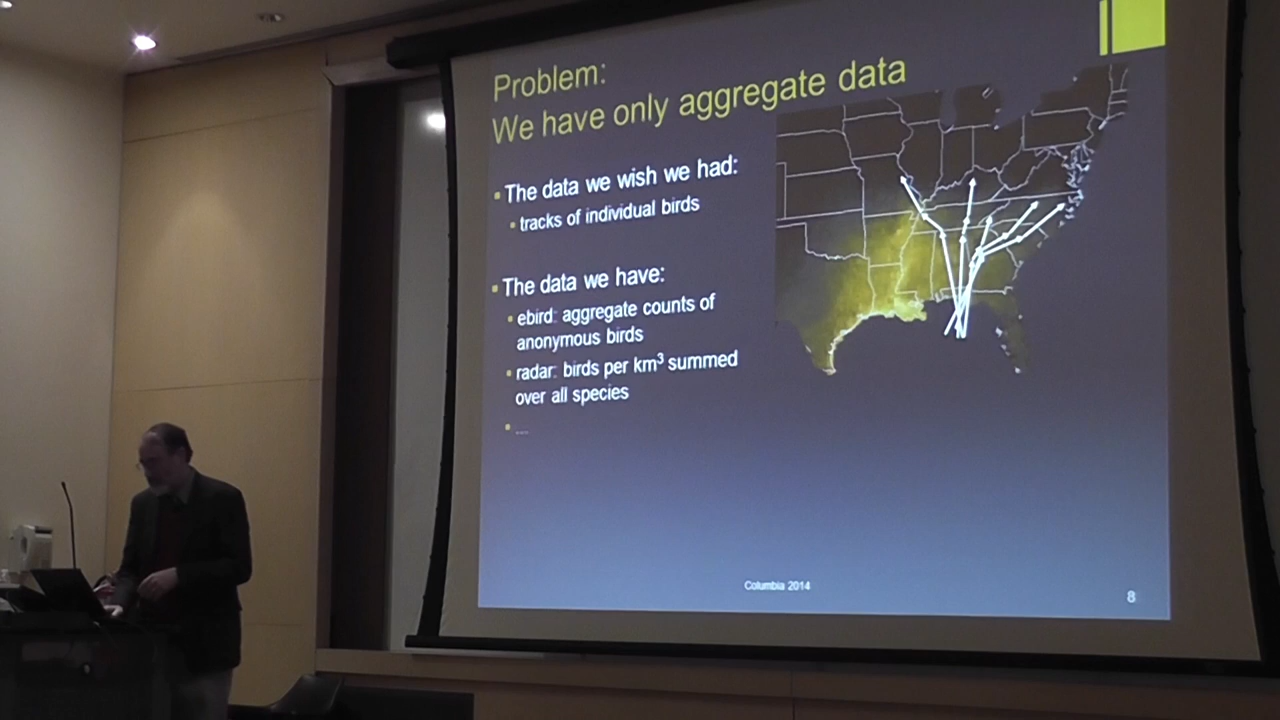 Problem:
We have only aggregate data
The data we wish we had:
tracks of individual birds
The data we have:
ebird: aggregate counts of
anonymous birds
radar: birds per km³ summed
over all species
...
Columbia 2014
8